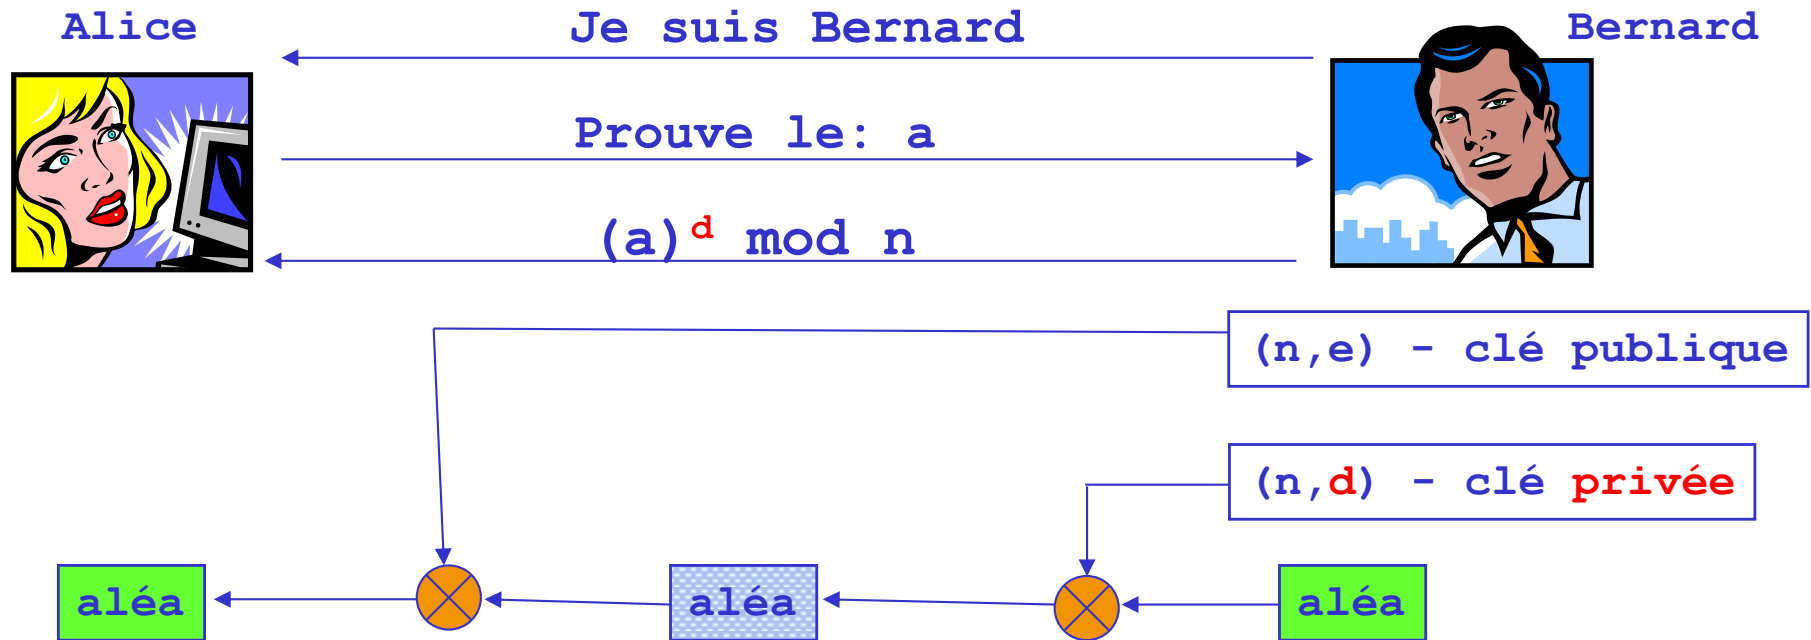 Alice
Je suis Bernard
Bernard
Prouve le: a
(a)ᵈ mod n
(n,e) - clé publique
(n,d) - clé privée
aléa
aléa
aléa